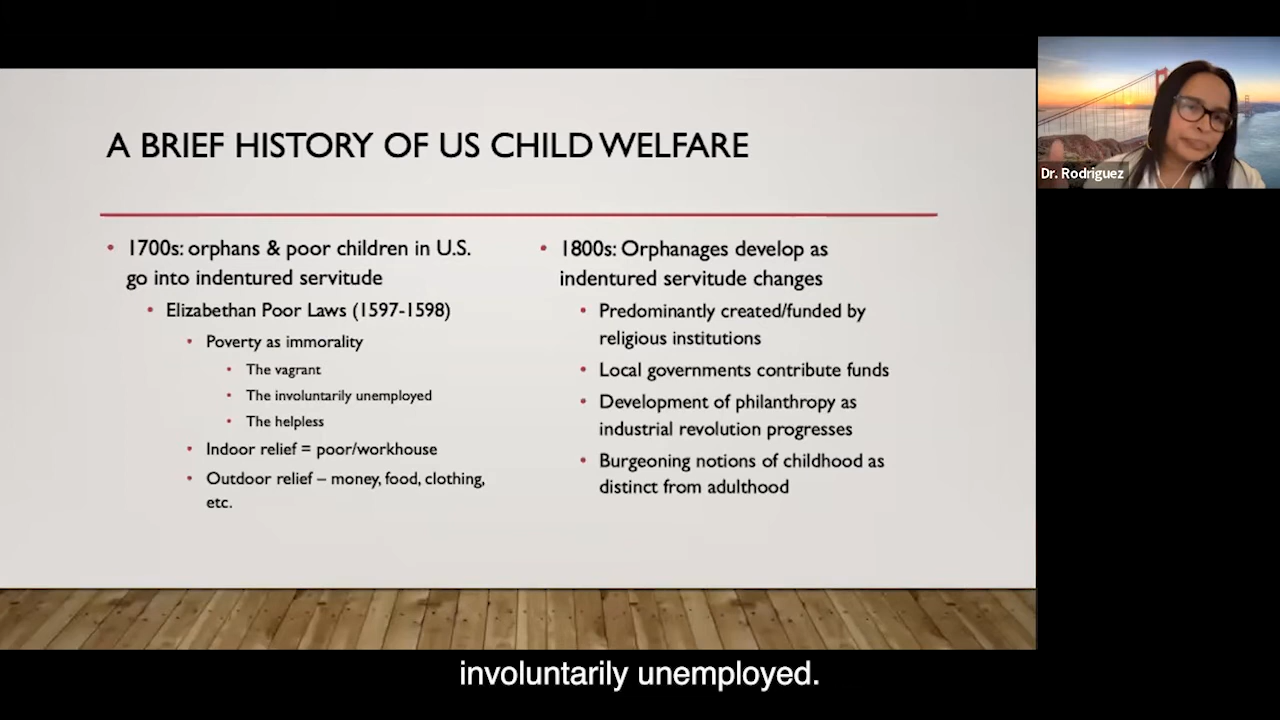 A BRIEF HISTORY OF US CHILD WELFARE
• 1700s: orphans & poor children in U.S.
go into indentured servitude
• Elizabethan Poor Laws (1597-1598)
• Poverty as immorality
• The vagrant
• The involuntarily unemployed
• The helpless
• Indoor relief = poor/workhouse
• Outdoor relief – money, food, clothing,
etc.
• 1800s: Orphanages develop as
indentured servitude changes
• Predominantly created/funded by
religious institutions
• Local governments contribute funds
• Development of philanthropy as
industrial revolution progresses
• Burgeoning notions of childhood as
distinct from adulthood
Dr. Rodriguez
involuntarily unemployed.